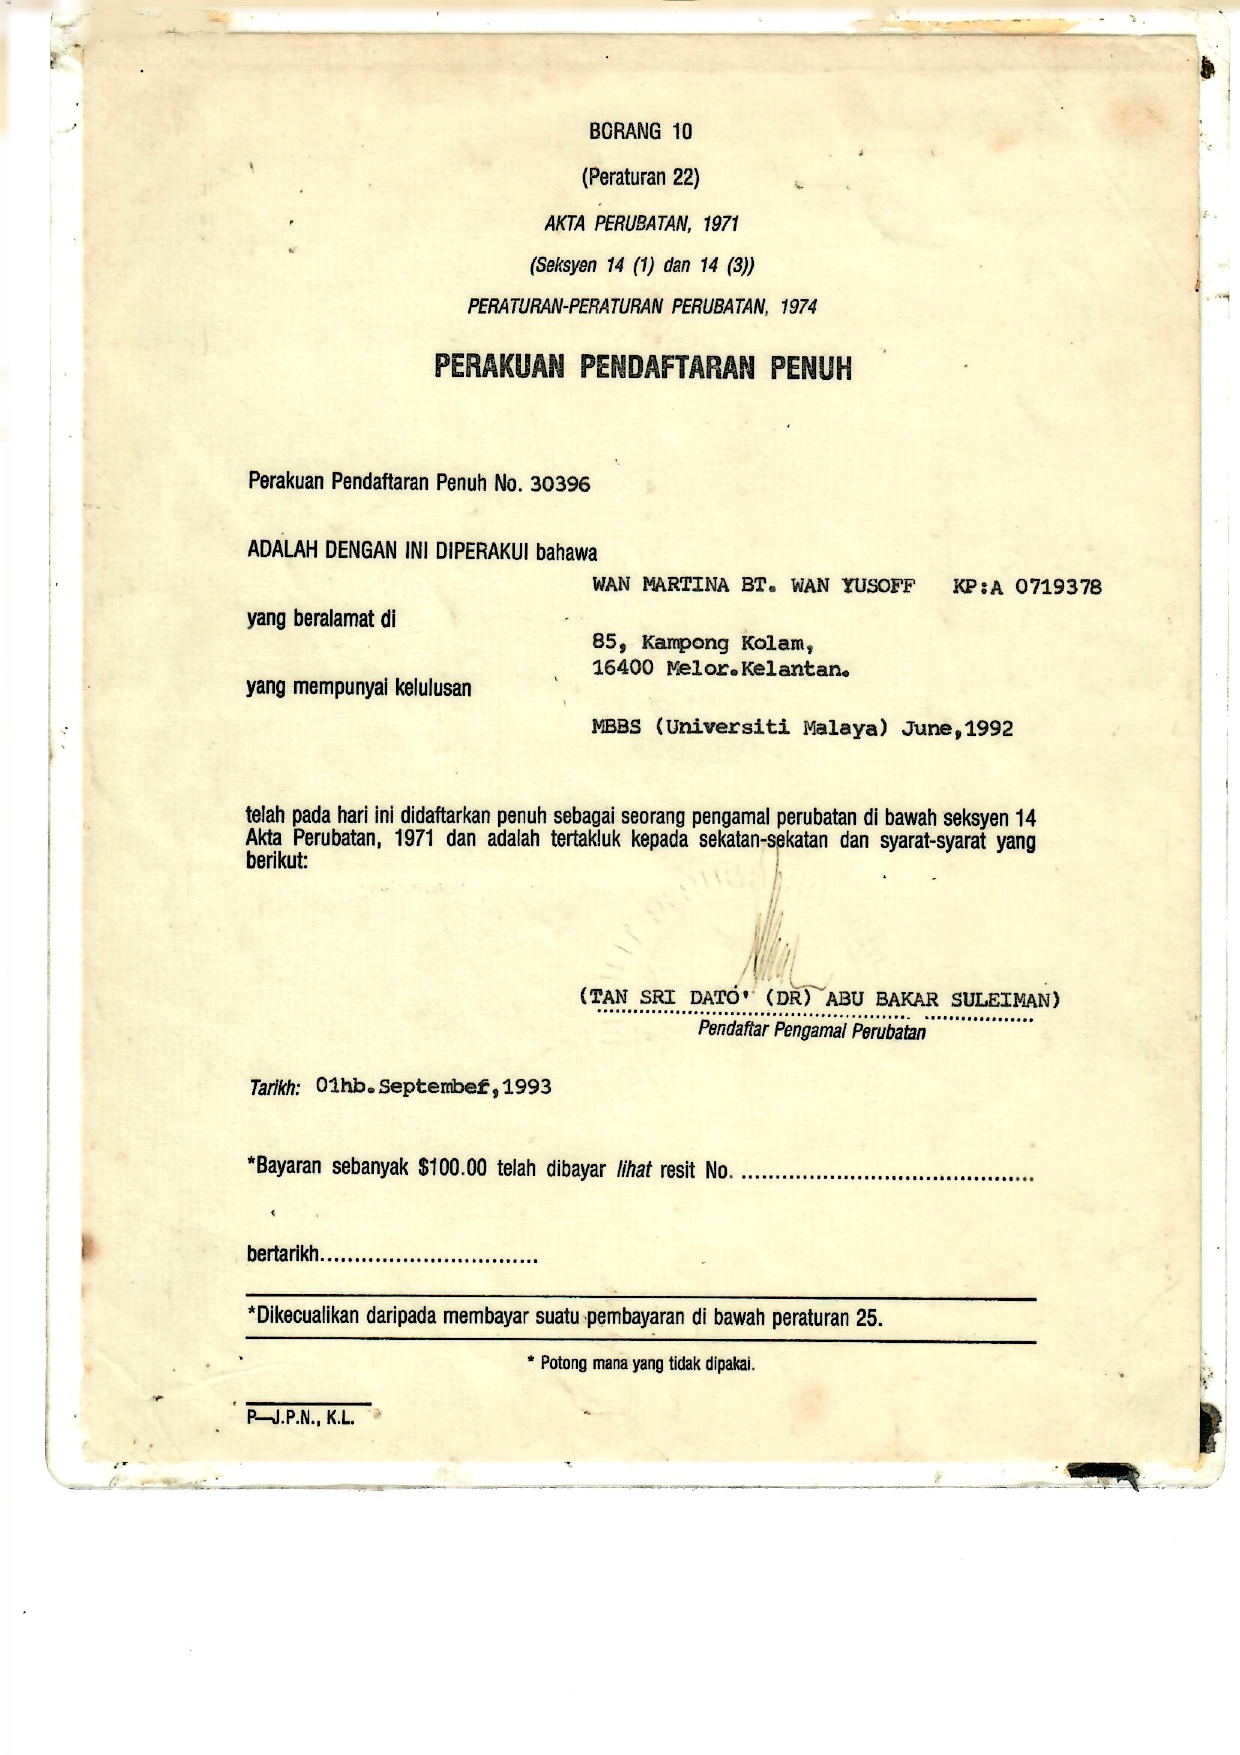 BORANG 10
(Peraturan 22)
AKTA PERUBATAN, 1971
(Seksyen 14 (1) dan 14 (3))
PERATURAN-PERATURAN PERUBATAN, 1974
PERAKUAN PENDAFTARAN PENUH
Perakuan Pendaftaran Penuh No. 30396
ADALAH DENGAN INI DIPERAKUI bahawa
WAN MARTINA BT. WAN YUSOFF KP:A 0719378
yang beralamat di
85, Kampong Kolam,
16400 Melor.Kelantan.
yang mempunyai kelulusan
MBBS (Universiti Malaya) June,1992
telah pada hari ini didaftarkan penuh sebagai seorang pengamal perubatan di bawah seksyen 14
Akta Perubatan, 1971 dan adalah tertakluk kepada sekatan-sekatan dan syarat-syarat yang
berikut:
(TAN SRI DATO' (DR) ABU BAKAR SULEIMAN)
Pendaftar Pengamal Perubatan
Tarikh: 01hb.September,1993
*Bayaran sebanyak $100.00 telah dibayar lihat resit No. ..........................................
bertarikh...............................
*Dikecualikan daripada membayar suatu pembayaran di bawah peraturan 25.
* Potong mana yang tidak dipakai.
P—J.P.N., K.L.